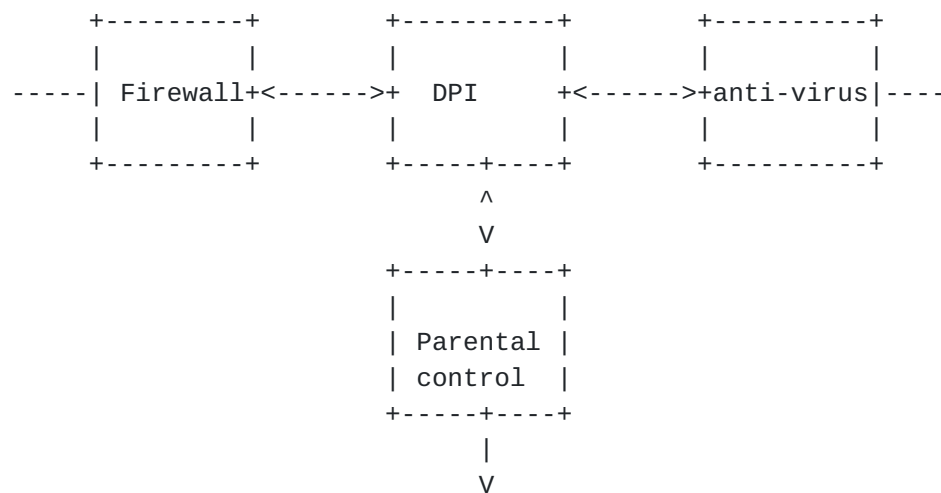 +---------+         +----------+         +----------+
|         |         |          |         |          |
-----| Firewall+<------>+  DPI     +<------>+anti-virus|----
|         |         |          |         |          |
+---------+         +-----+----+         +----------+
^
V
+-----+----+
|          |
| Parental |
| control  |
+-----+----+
|
V